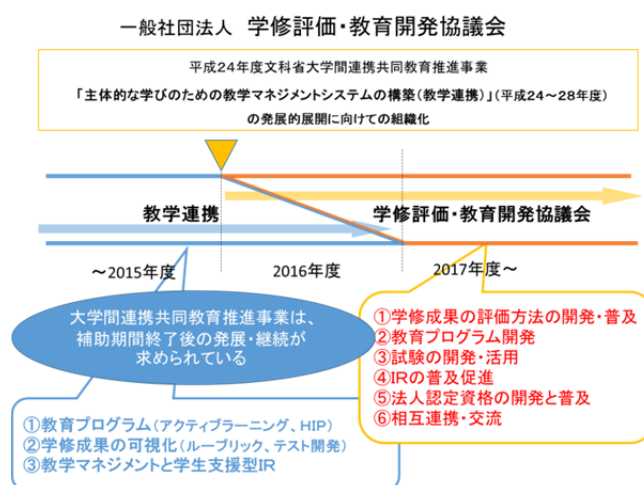 一般社団法人 学修評価・教育開発協議会
平成24年度文科省大学間連携共同教育推進事業
「主体的な学びのための教学マネジメントシステムの構築(教学連携)」(平成24～28年度)
の発展的展開に向けての組織化
教学連携
学修評価・教育開発協議会
～2015年度
2016年度
2017年度～
大学間連携共同教育推進事業は、
補助期間終了後の発展・継続が
求められている
①教育プログラム(アクティブラーニング、HIP)
②学修成果の可視化(ルーブリック、テスト開発)
③教学マネジメントと学生支援型IR
①学修成果の評価方法の開発・普及
②教育プログラム開発
③試験の開発・活用
④IRの普及促進
⑤法人認定資格の開発と普及
⑥相互連携・交流